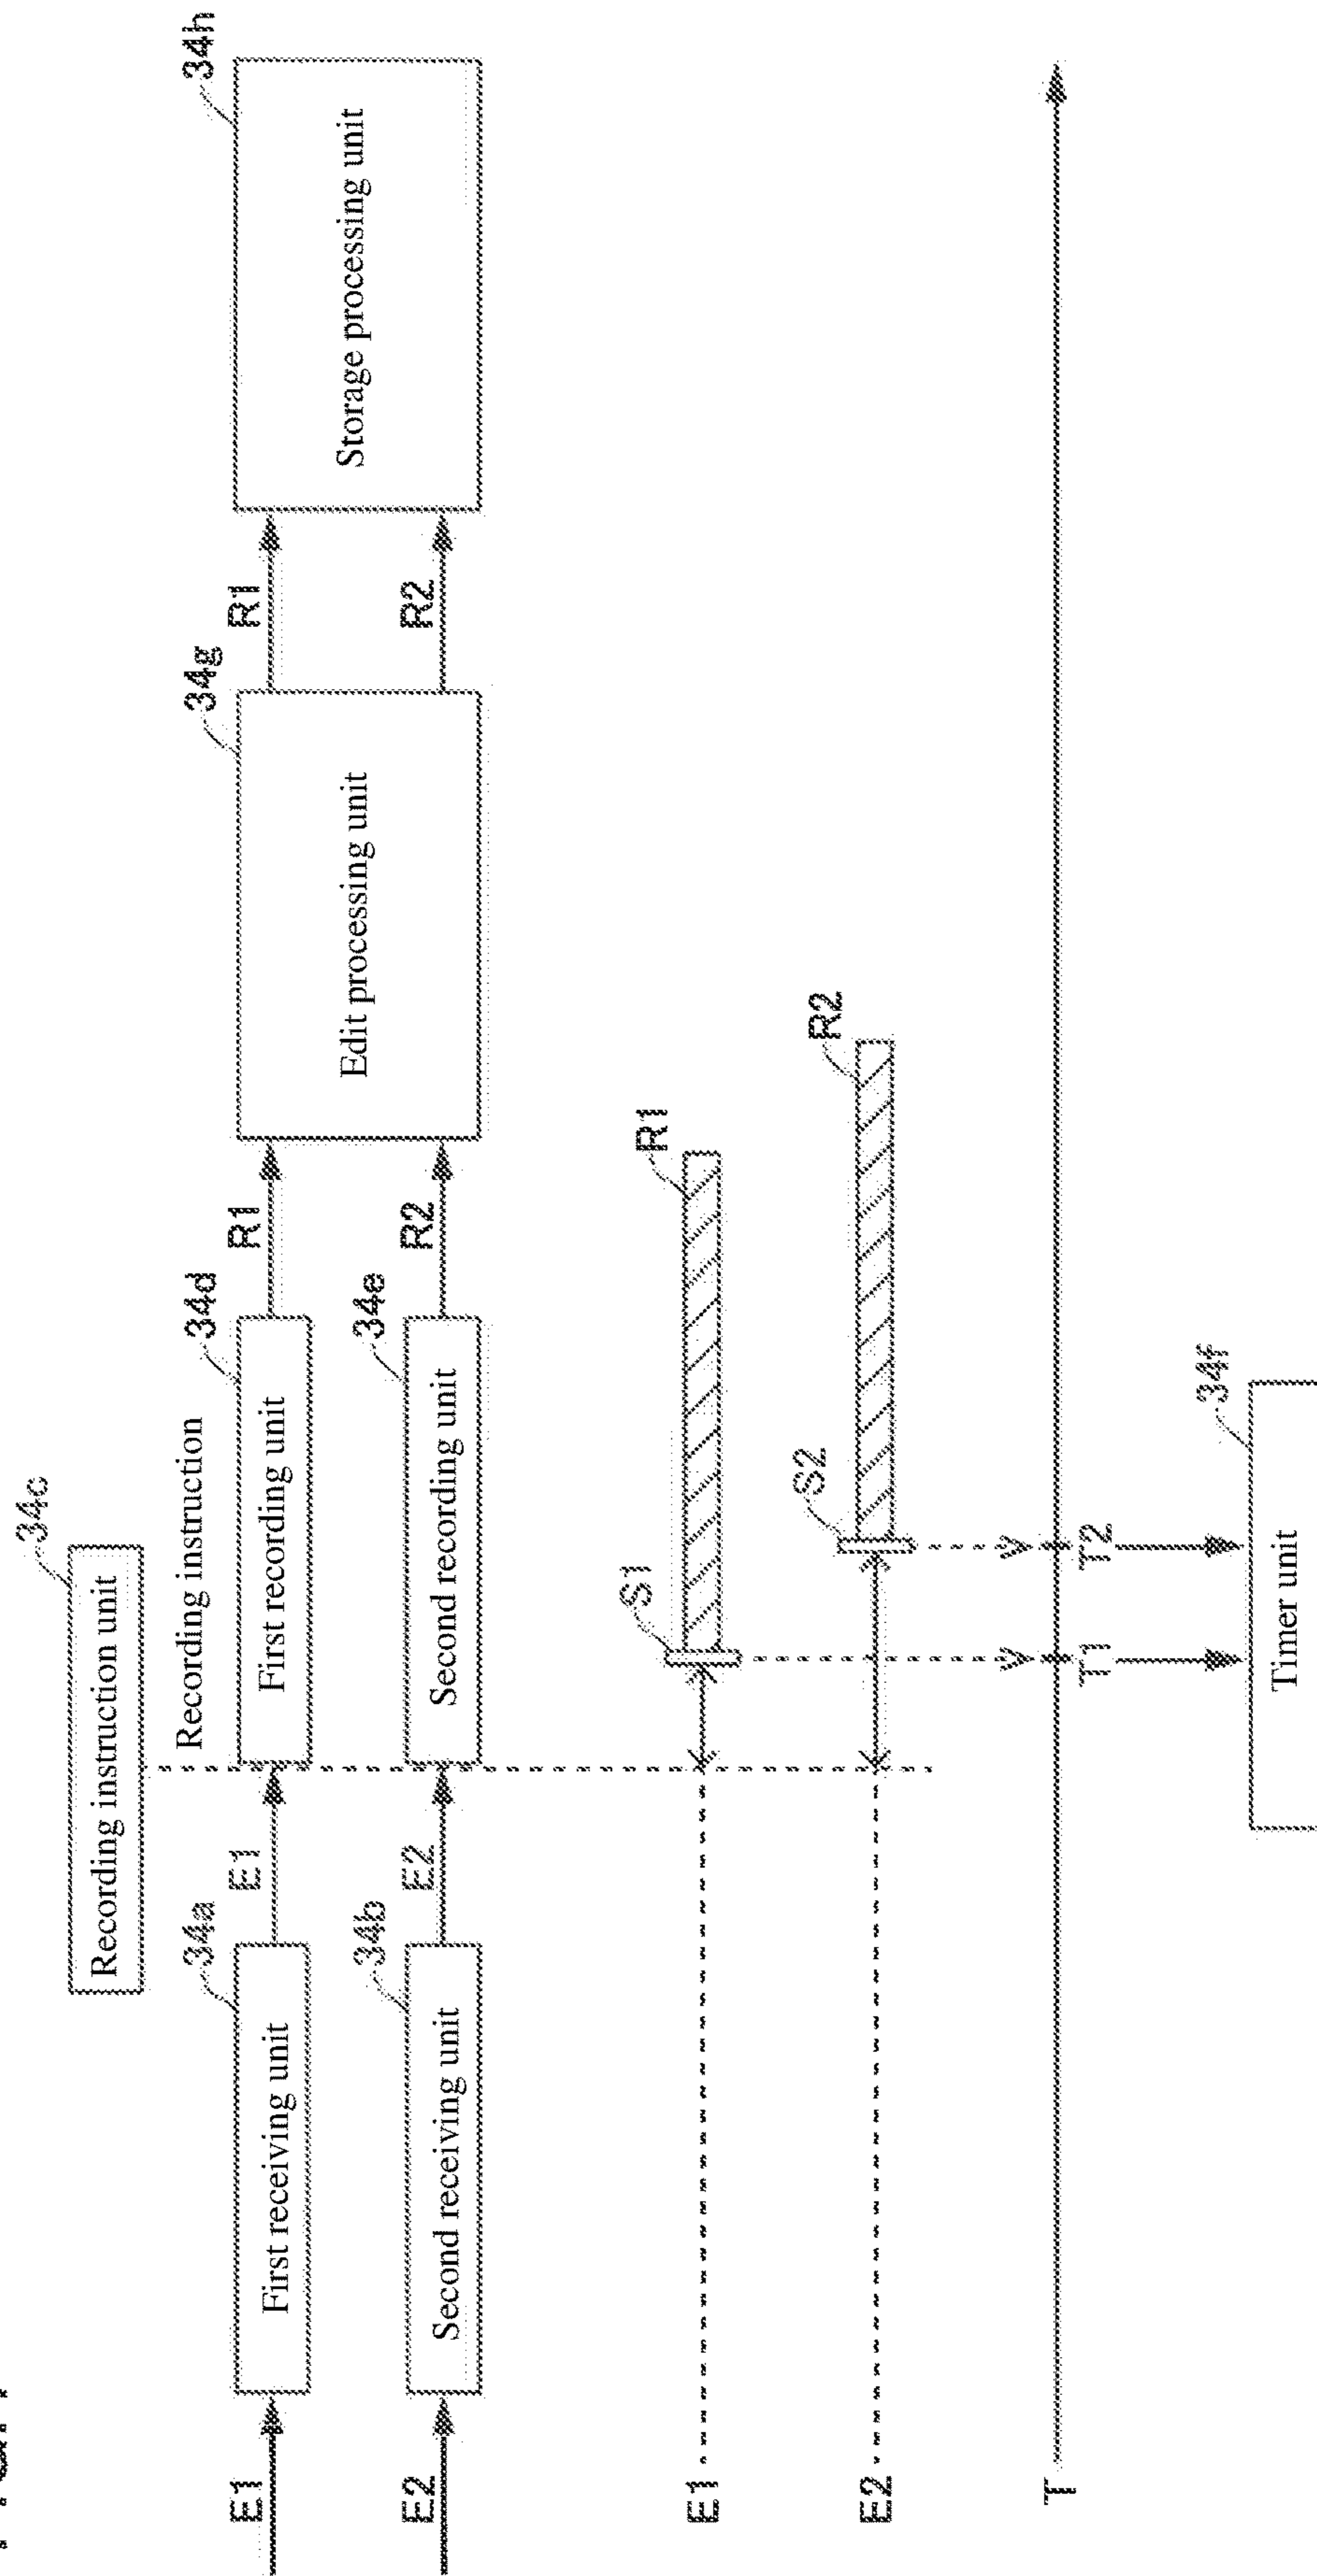 34c
Recording instruction unit
Recording instruction
E1
First receiving unit
34a
E1
First recording unit
34d
R1
Edit processing unit
34g
R1
Storage processing unit
34h
E2
Second receiving unit
34b
E2
Second recording unit
34e
R2
R2
E1
S1
R1
E2
S2
R2
T
T1
T2
Timer unit
34f